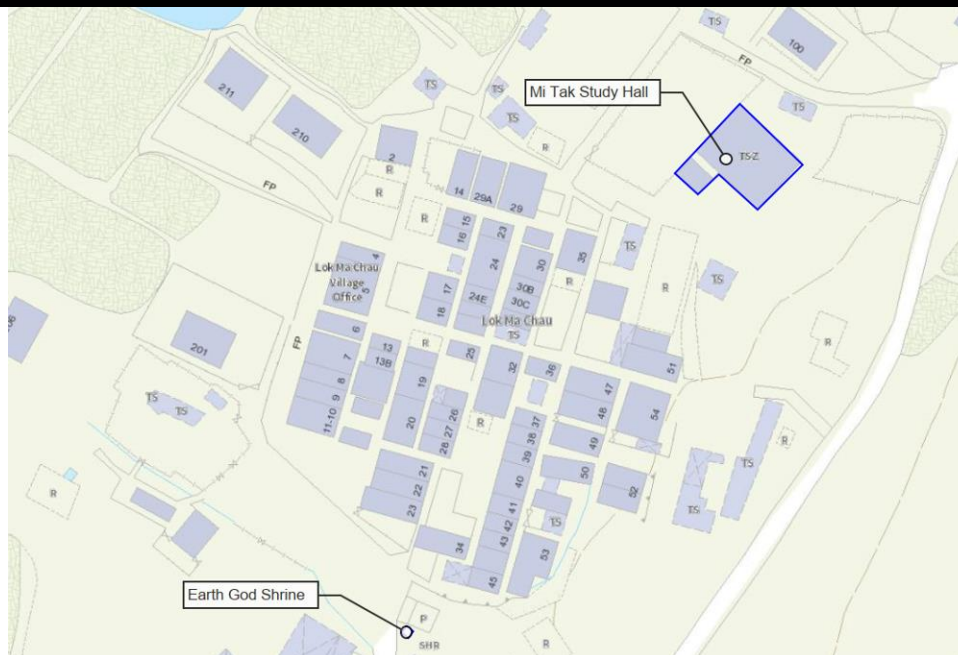 TS
100
FP
Mi Tak Study Hall
211
TS
TS
TS
TS
210
R
TS-Z
2
R
FP
R
14
29A
29
R
15
16
23
4
35
TS
24
30
Lok Ma Chau
Village
Office
5
17
30B
R
R
TS
24E
30C
18
Lok Ma Chau
TS
R
6
FP
13
R
201
7
13B
25
32
36
51
8
19
47
9
48
54
TS
TS
11-10
20
26
R
37
27
38
49
R
28
39
TS
21
50
R
22
40
52
23
41
TS
42
TS
34
43
53
45
Earth God Shrine
P
SHR
R